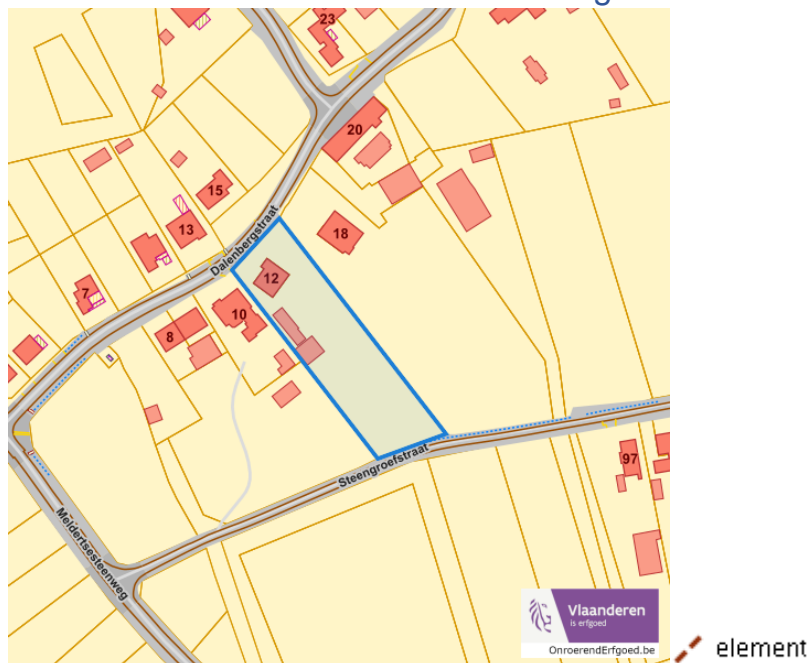 23
20
15
13
18
Dalenbergstraat
12
7
10
8
Steengroefstraat
97
Meldertsesteenweg
Vlaanderen
is erfgoed
OnroerendErfgoed.be
element